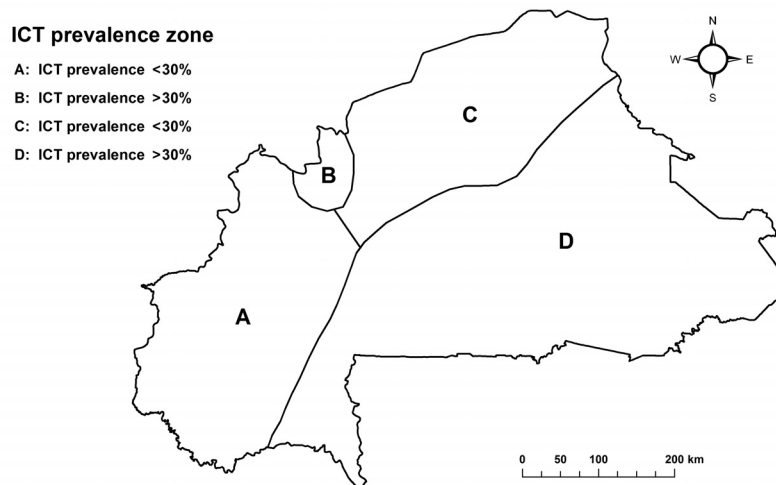 ICT prevalence zone
A: ICT prevalence <30%
B: ICT prevalence >30%
C: ICT prevalence <30%
D: ICT prevalence >30%
N
W E
S
C
B
D
A
0 50 100 200 km